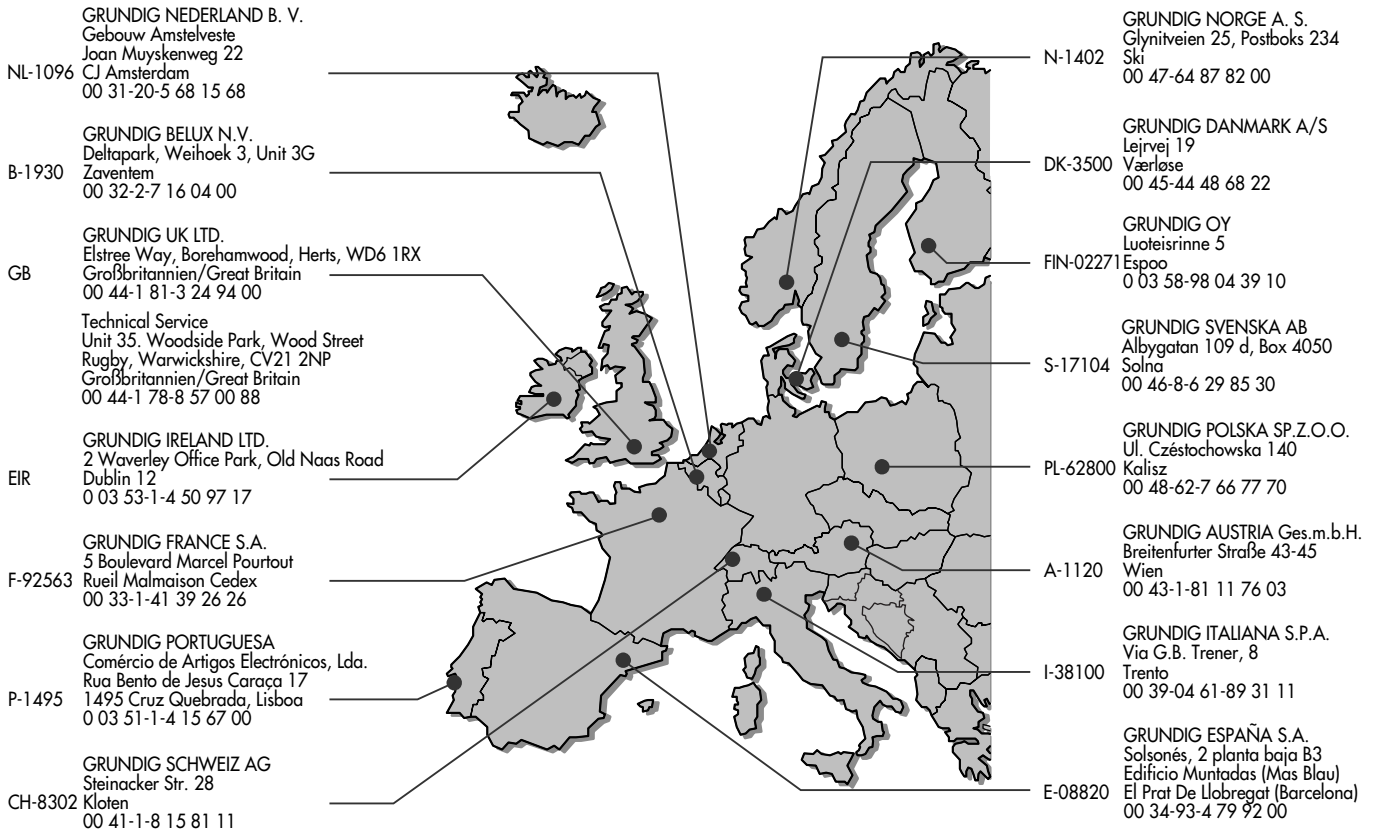 GRUNDIG NEDERLAND B. V.
Gebouw Amstelveste
Joan Muyskenweg 22
NL-1096 CJ Amsterdam
00 31-20-5 68 15 68
GRUNDIG BELUX N.V.
Deltapark, Weihoek 3, Unit 3G
B-1930 Zaventem
00 32-2-7 16 04 00
GRUNDIG UK LTD.
Elstree Way, Borehamwood, Herts, WD6 1RX
GB Großbritannien/Great Britain
00 44-1 81-3 24 94 00
Technical Service
Unit 35. Woodside Park, Wood Street
Rugby, Warwickshire, CV21 2NP
Großbritannien/Great Britain
00 44-1 78-8 57 00 88
GRUNDIG IRELAND LTD.
2 Waverley Office Park, Old Naas Road
EIR Dublin 12
0 03 53-1-4 50 97 17
GRUNDIG FRANCE S.A.
5 Boulevard Marcel Pourtout
F-92563 Rueil Malmaison Cedex
00 33-1-41 39 26 26
GRUNDIG PORTUGUESA
Comércio de Artigos Electrónicos, Lda.
Rua Bento de Jesus Caraça 17
P-1495 1495 Cruz Quebrada, Lisboa
0 03 51-1-4 15 67 00
GRUNDIG SCHWEIZ AG
Steinacker Str. 28
CH-8302 Kloten
00 41-1-8 15 81 11
GRUNDIG NORGE A. S.
Glynitveien 25, Postboks 234
N-1402 Ski
00 47-64 87 82 00
GRUNDIG DANMARK A/S
Lejrvej 19
DK-3500 Værløse
00 45-44 48 68 22
GRUNDIG OY
Luoteisrinne 5
FIN-02271 Espoo
0 03 58-98 04 39 10
GRUNDIG SVENSKA AB
Albygatan 109 d, Box 4050
S-17104 Solna
00 46-8-6 29 85 30
GRUNDIG POLSKA SP.Z.O.O.
Ul. Czéstochowska 140
PL-62800 Kalisz
00 48-62-7 66 77 70
GRUNDIG AUSTRIA Ges.m.b.H.
Breitenfurter Straße 43-45
A-1120 Wien
00 43-1-81 11 76 03
GRUNDIG ITALIANA S.P.A.
Via G.B. Trener, 8
I-38100 Trento
00 39-04 61-89 31 11
GRUNDIG ESPAÑA S.A.
Solsonés, 2 planta baja B3
Edificio Muntadas (Mas Blau)
E-08820 El Prat De Llobregat (Barcelona)
00 34-93-4 79 92 00